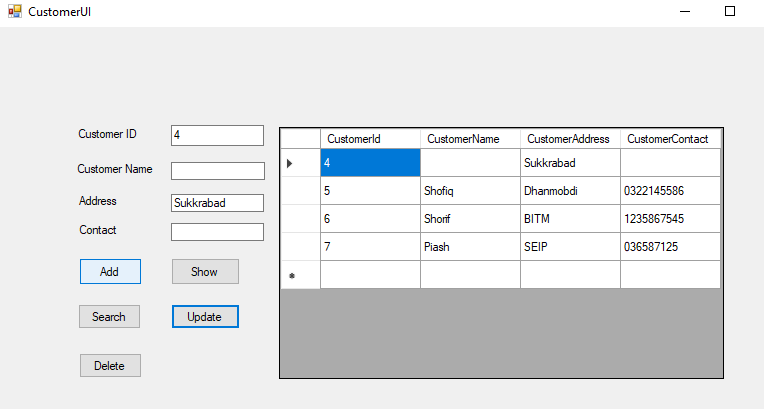 CustomerUI
Customer ID 4
Customer Name
Address Sukkrabad
Contact
Add Show
Search Update
Delete
CustomerId CustomerName CustomerAddress CustomerContact
4 Sukkrabad
5 Shofiq Dhanmobdi 0322145586
6 Shorif BITM 1235867545
7 Piash SEIP 036587125